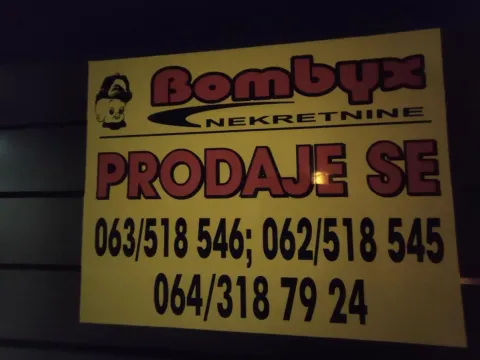 Bombyx
NEKRETNINE
PRODAJE SE
063/518 546; 062/518 545
064/318 79 24